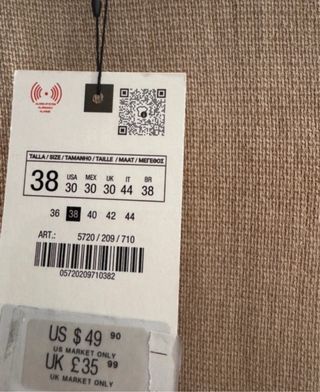 TALLA / SIZE / TAMANHO / TAILLE / MAAT / ΜΕΓΕΘΟΣ
38 USA 30 MEX 30 UK 30 IT 44 BR 38
36 38 40 42 44
ART.: 5720 / 209 / 710
05720209710382
US $ 49 90
US MARKET ONLY
UK £ 35 99
UK MARKET ONLY